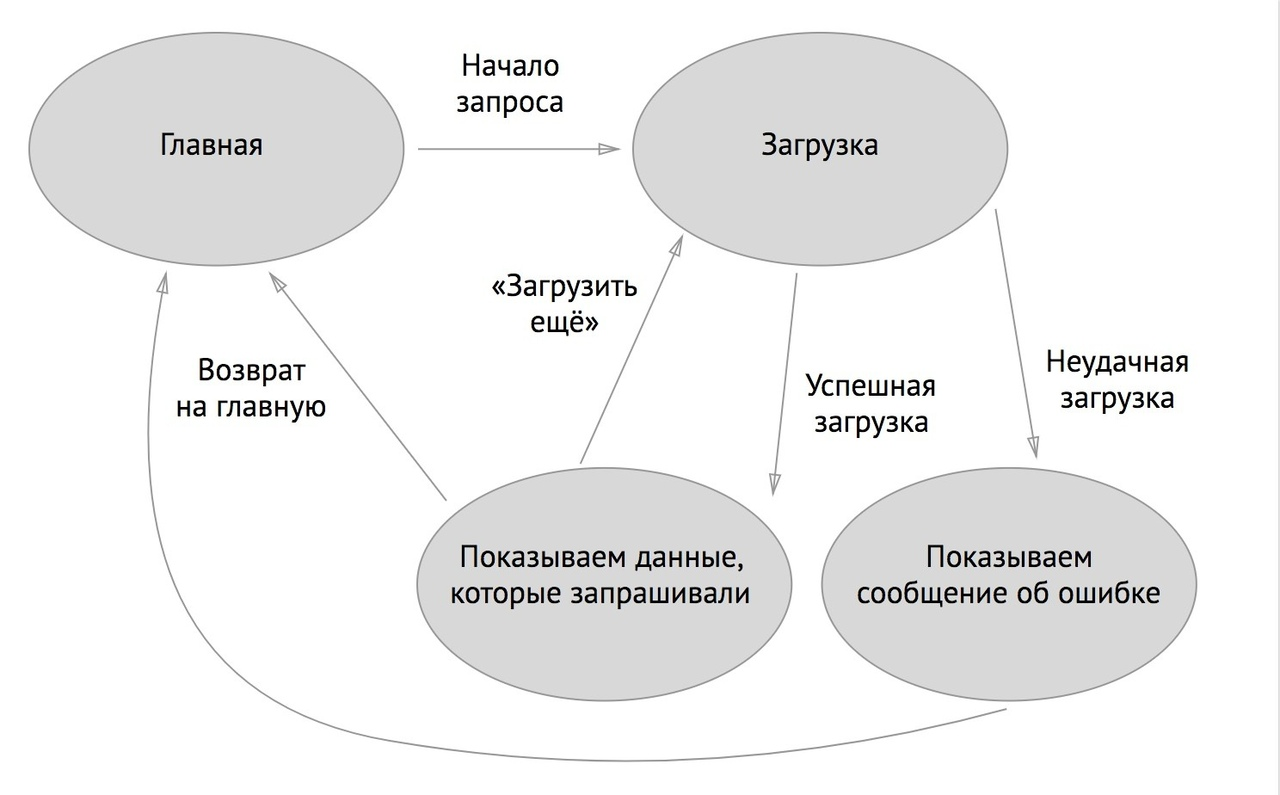 Начало
запроса
Главная
Загрузка
«Загрузить
ещё»
Возврат
на главную
Успешная
загрузка
Неудачная
загрузка
Показываем данные,
которые запрашивали
Показываем
сообщение об ошибке